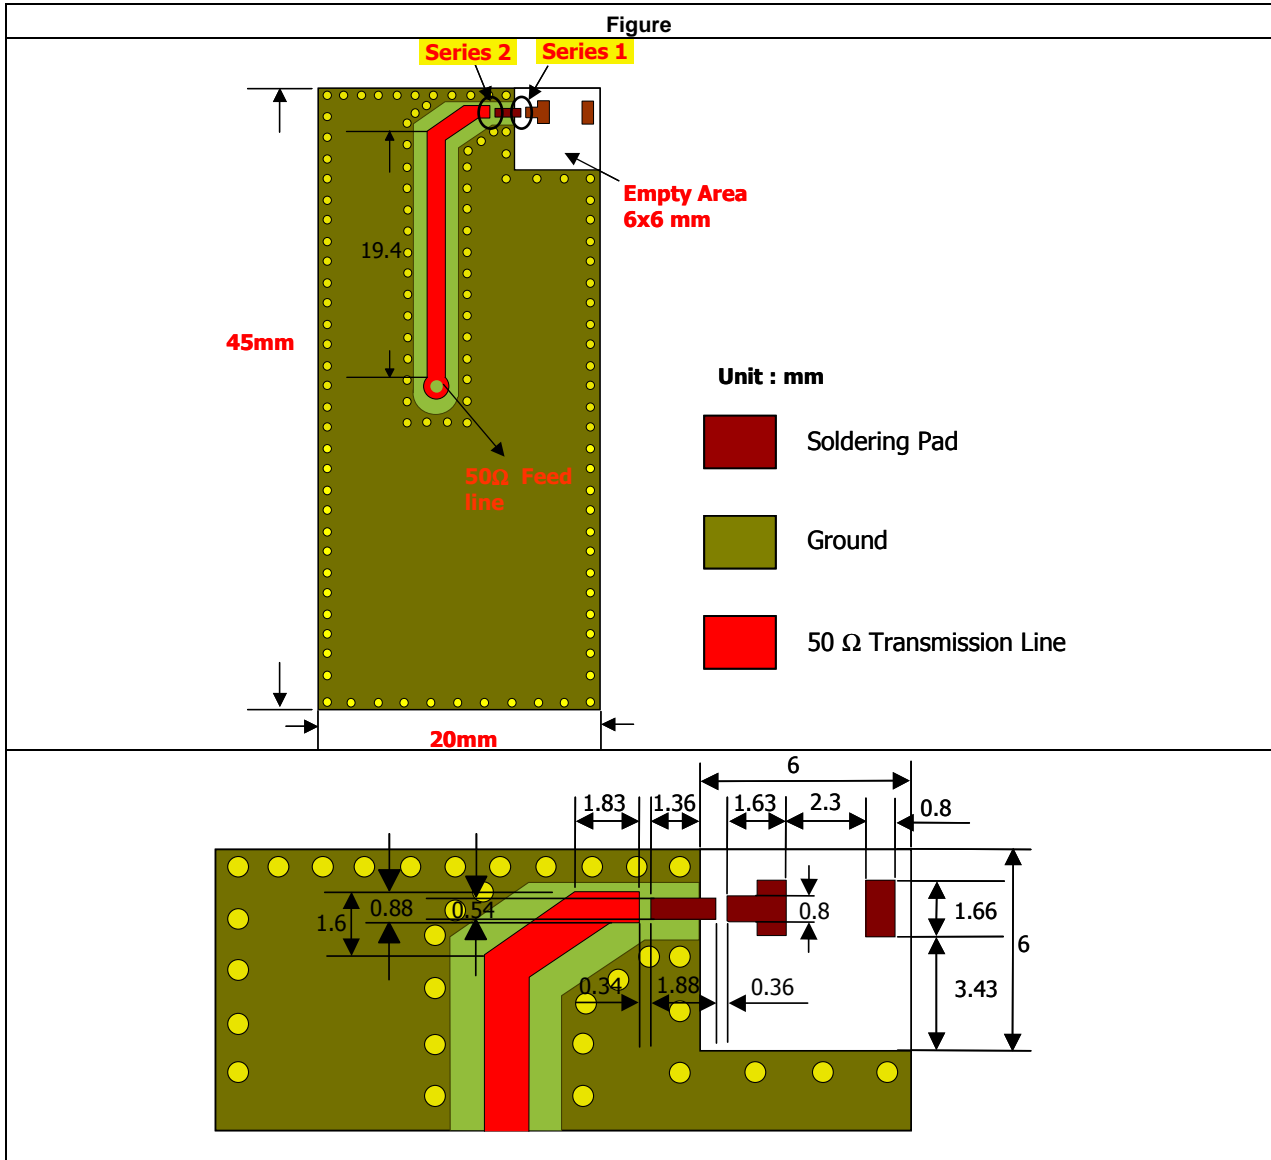 Figure
Series 2
Series 1
Empty Area
6x6 mm
19.4
45mm
Unit : mm
Soldering Pad
50Ω Feed
line
Ground
50 Ω Transmission Line
20mm
6
1.83
1.36
1.63
2.3
0.8
1.6
0.88
0.54
0.8
1.66
6
0.34
1.88
0.36
3.43